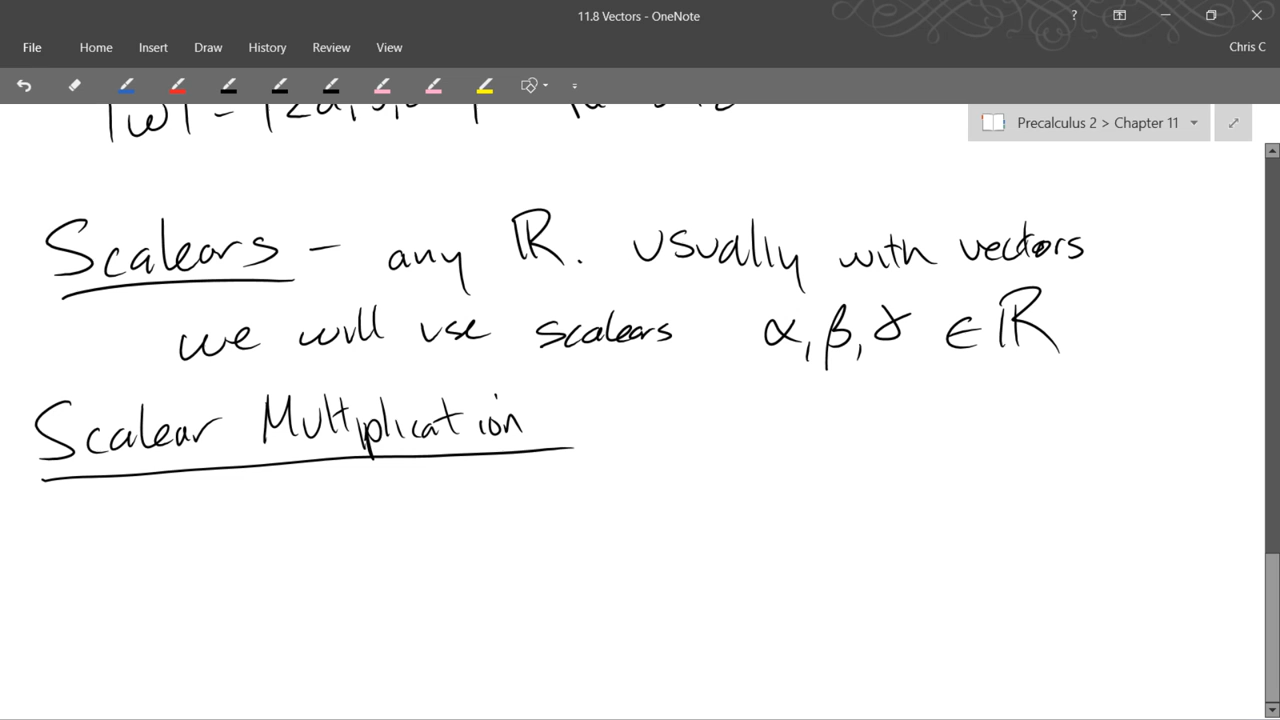 11.8 Vectors - OneNote
?
File Home Insert Draw History Review View
Chris C
Precalculus 2 > Chapter 11
Scalears – any ℝ. usually with vectors
we will use scalears α, β, γ ∈ ℝ
Scalear Multiplication